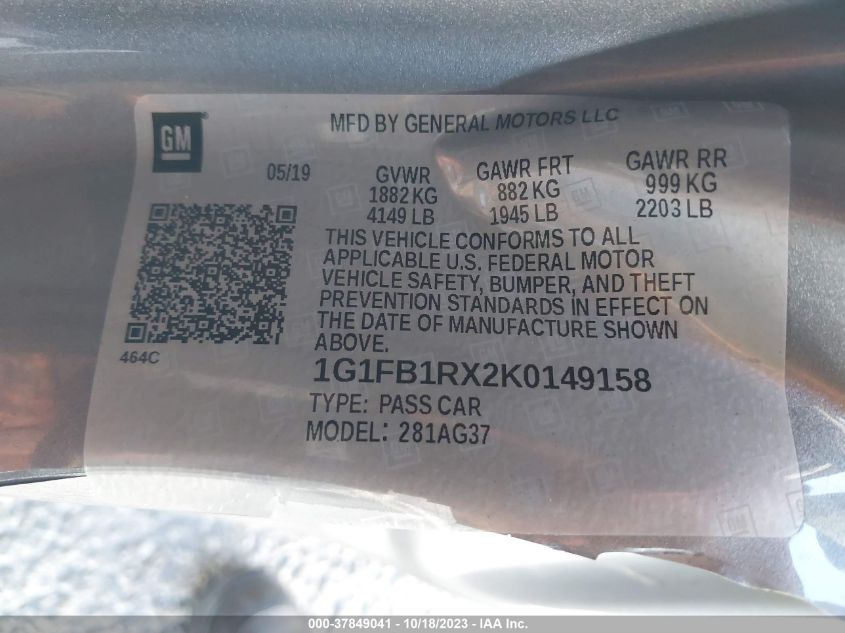 GM
MFD BY GENERAL MOTORS LLC
05/19 GVWR GAWR FRT GAWR RR
1882 KG 882 KG 999 KG
4149 LB 1945 LB 2203 LB
THIS VEHICLE CONFORMS TO ALL
APPLICABLE U.S. FEDERAL MOTOR
VEHICLE SAFETY, BUMPER, AND THEFT
PREVENTION STANDARDS IN EFFECT ON
THE DATE OF MANUFACTURE SHOWN
ABOVE.
464C
1G1FB1RX2K0149158
TYPE: PASS CAR
MODEL: 281AG37
000-37849041 - 10/18/2023 - IAA Inc.